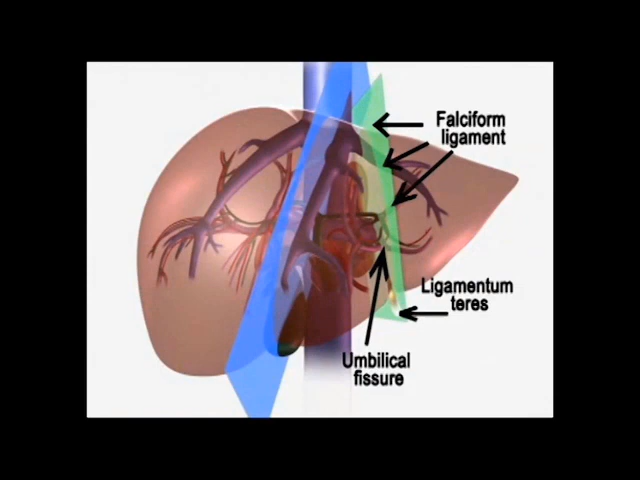 Falciform
ligament
Ligamentum
teres
Umbilical
fissure